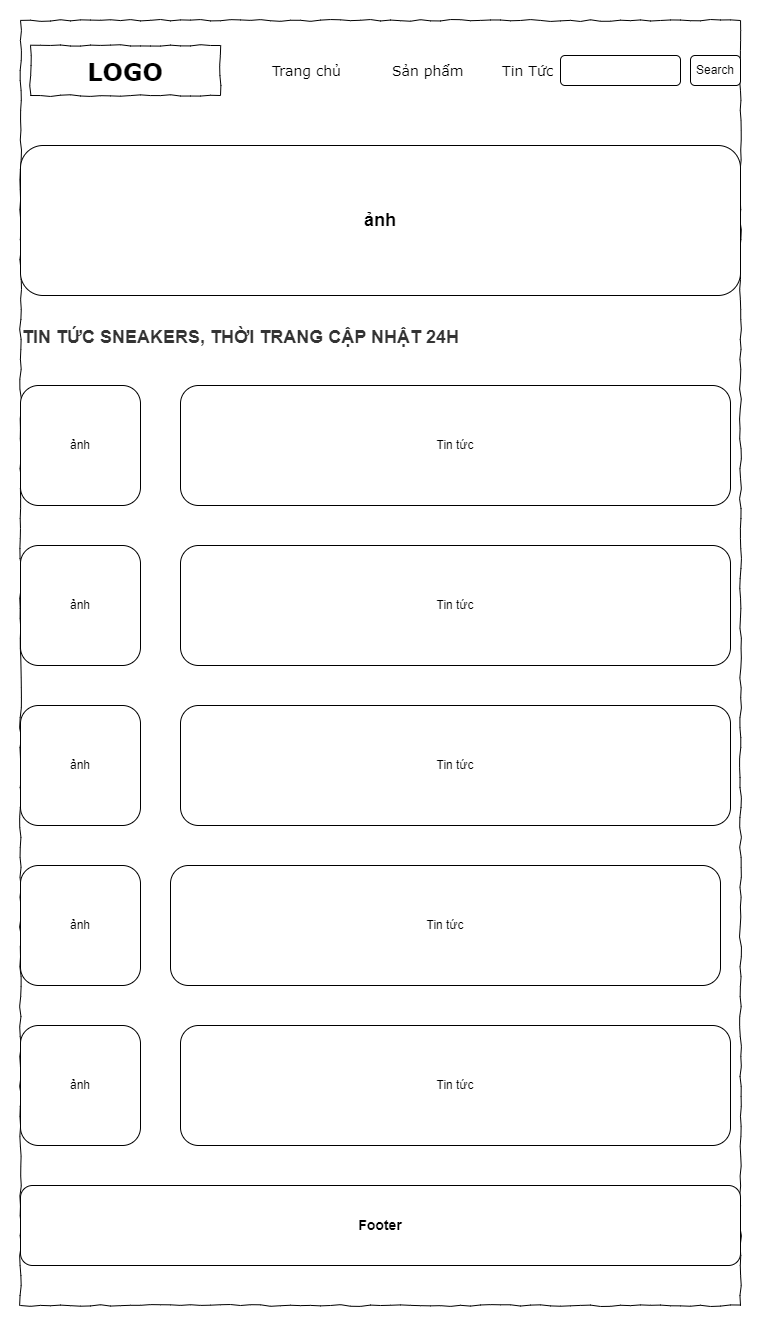 LOGO
Trang chủ
Sản phẩm
Tin Tức
Search
ảnh
TIN TỨC SNEAKERS, THỜI TRANG CẬP NHẬT 24H
ảnh
Tin tức
ảnh
Tin tức
ảnh
Tin tức
ảnh
Tin tức
ảnh
Tin tức
Footer